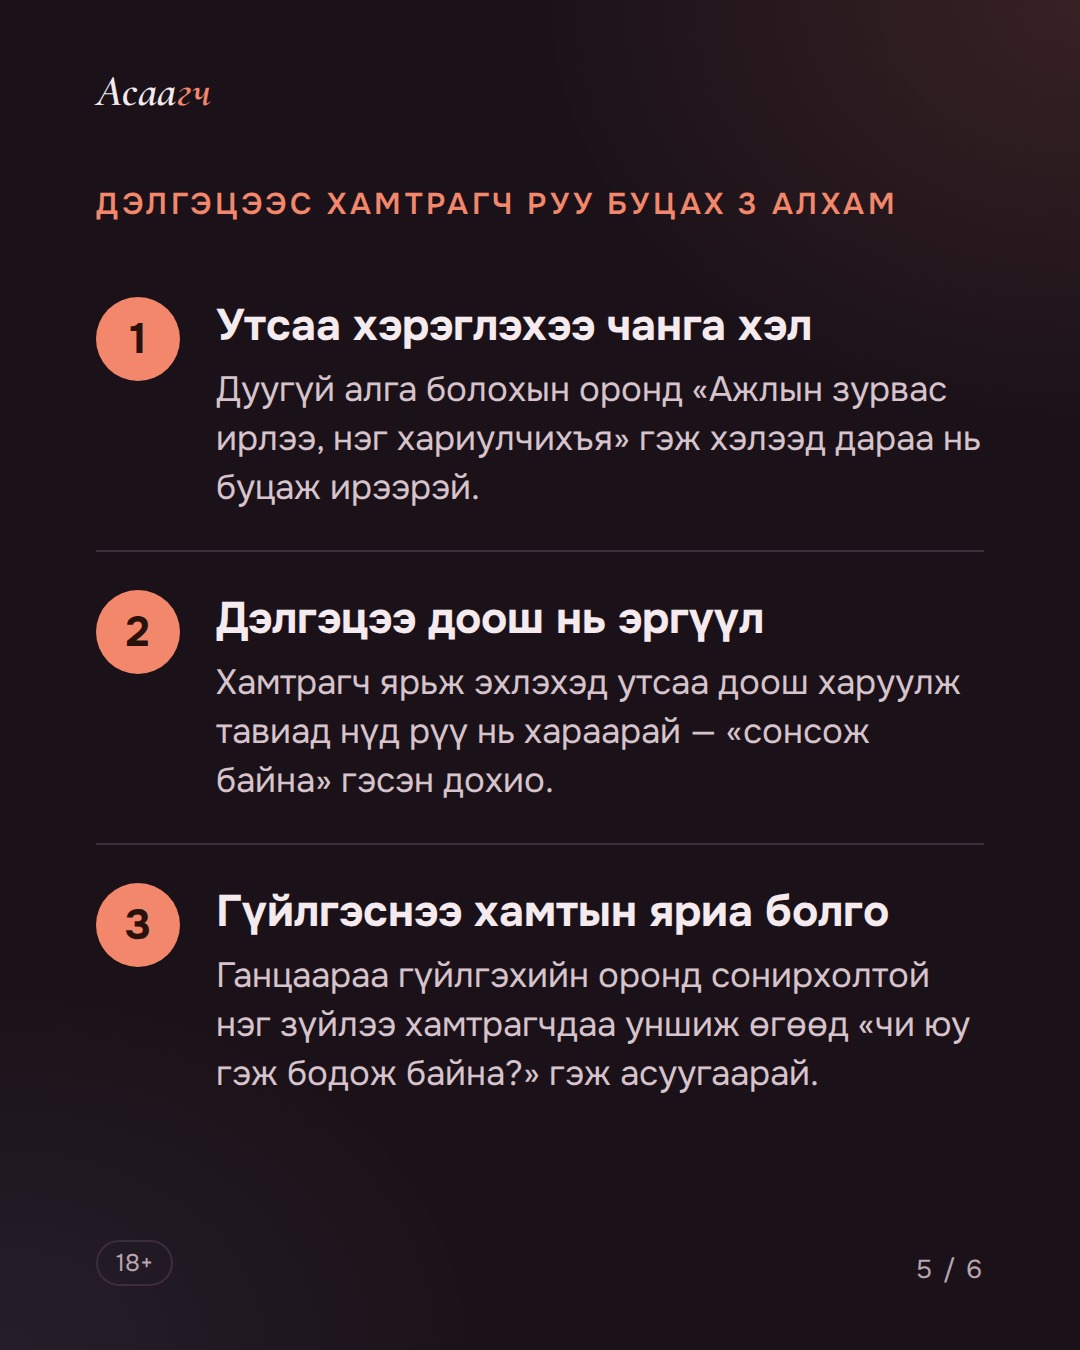 Асаагч
ДЭЛГЭЦЭЭС ХАМТРАГЧ РУУ БУЦАХ 3 АЛХАМ
1
Утсаа хэрэглэхээ чанга хэл
Дуугүй алга болохын оронд «Ажлын зурвас
ирлээ, нэг хариулчихъя» гэж хэлээд дараа нь
буцаж ирээрэй.
2
Дэлгэцээ доош нь эргүүл
Хамтрагч ярьж эхлэхэд утсаа доош харуулж
тавиад нүд рүү нь хараарай — «сонсож
байна» гэсэн дохио.
3
Гүйлгэснээ хамтын яриа болго
Ганцаараа гүйлгэхийн оронд сонирхолтой
нэг зүйлээ хамтрагчдаа уншиж өгөөд «чи юу
гэж бодож байна?» гэж асуугаарай.
18+
5 / 6